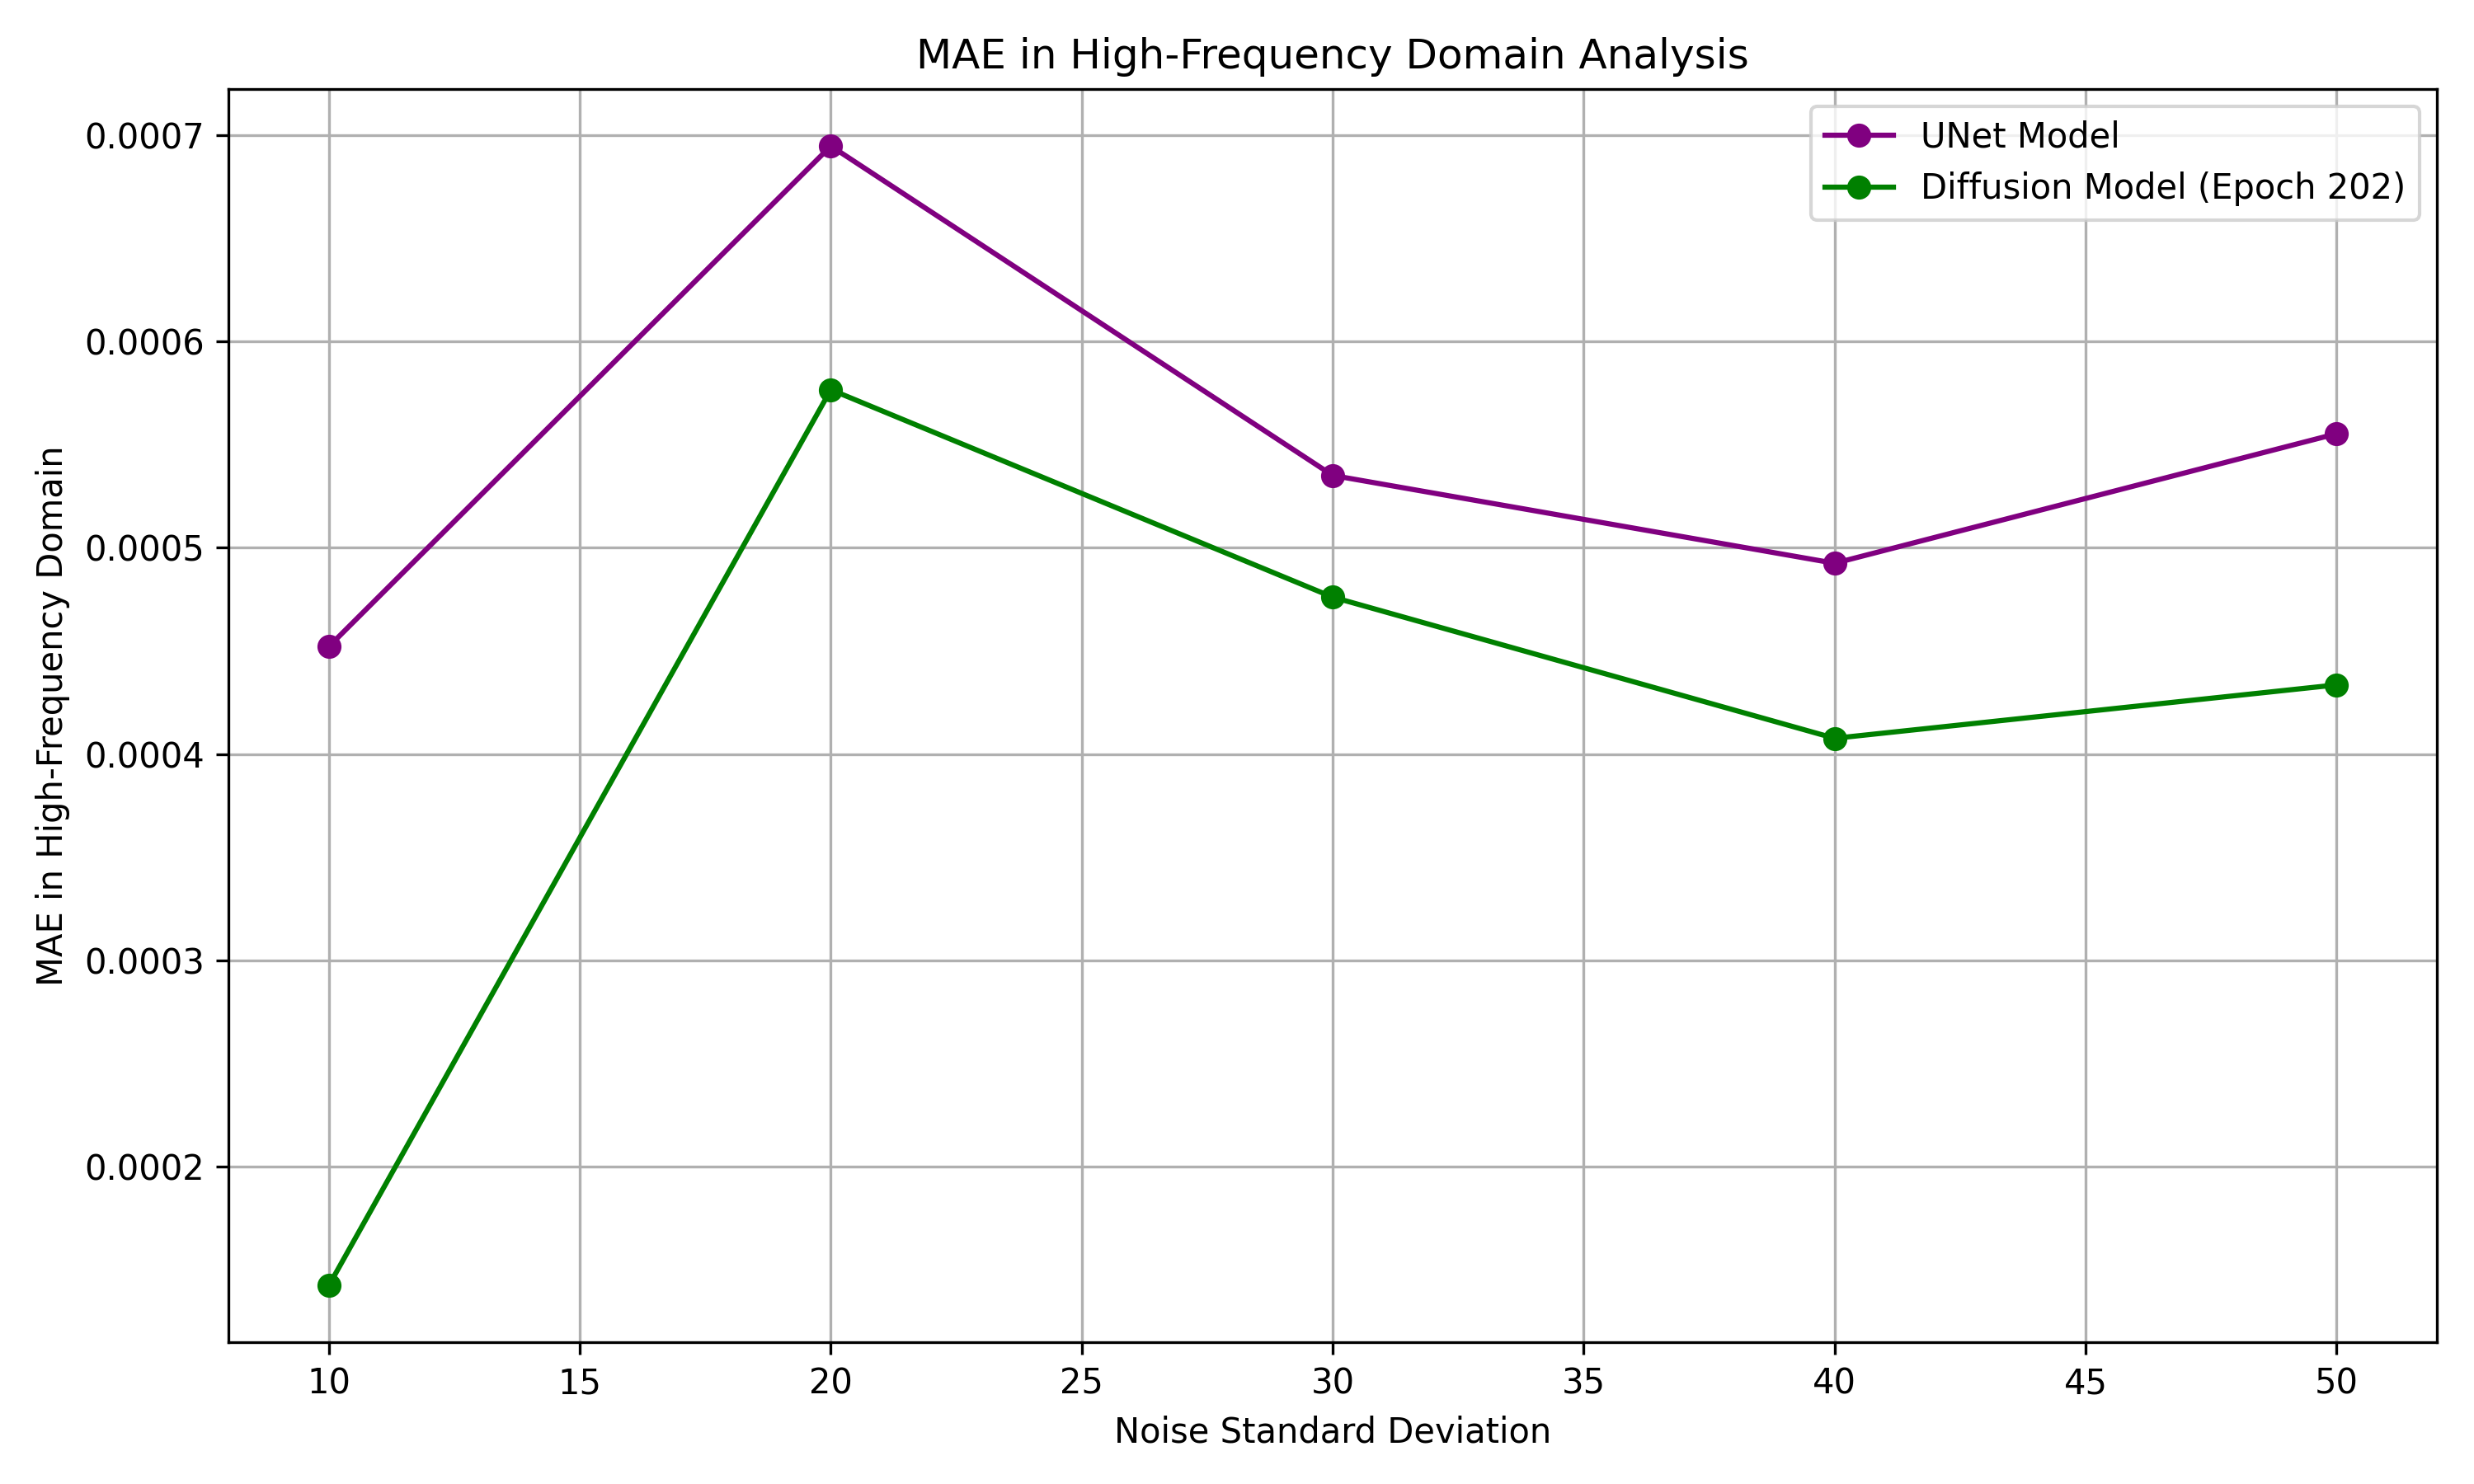 MAE in High-Frequency Domain Analysis
UNet Model
Diffusion Model (Epoch 202)
MAE in High-Frequency Domain
0.0007
0.0006
0.0005
0.0004
0.0003
0.0002
10 15 20 25 30 35 40 45 50
Noise Standard Deviation